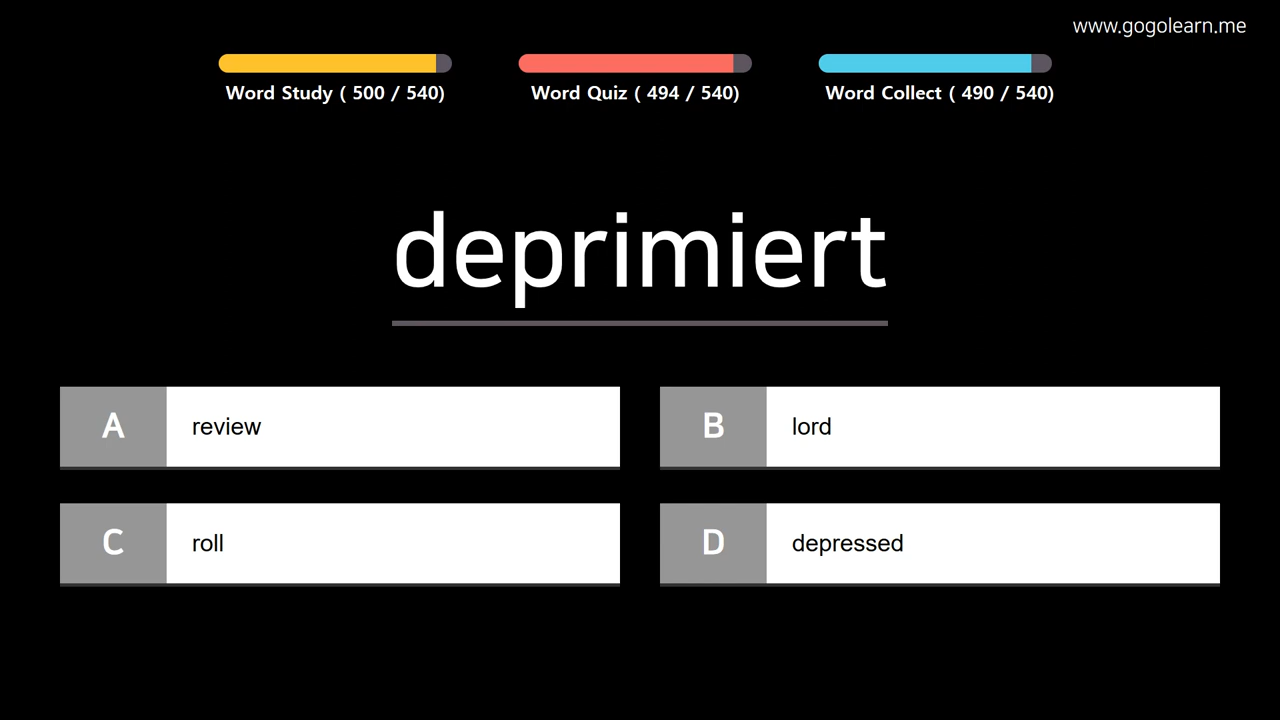 www.gogolearn.me
Word Study ( 500 / 540)
Word Quiz ( 494 / 540)
Word Collect ( 490 / 540)
deprimiert
A review
B lord
C roll
D depressed